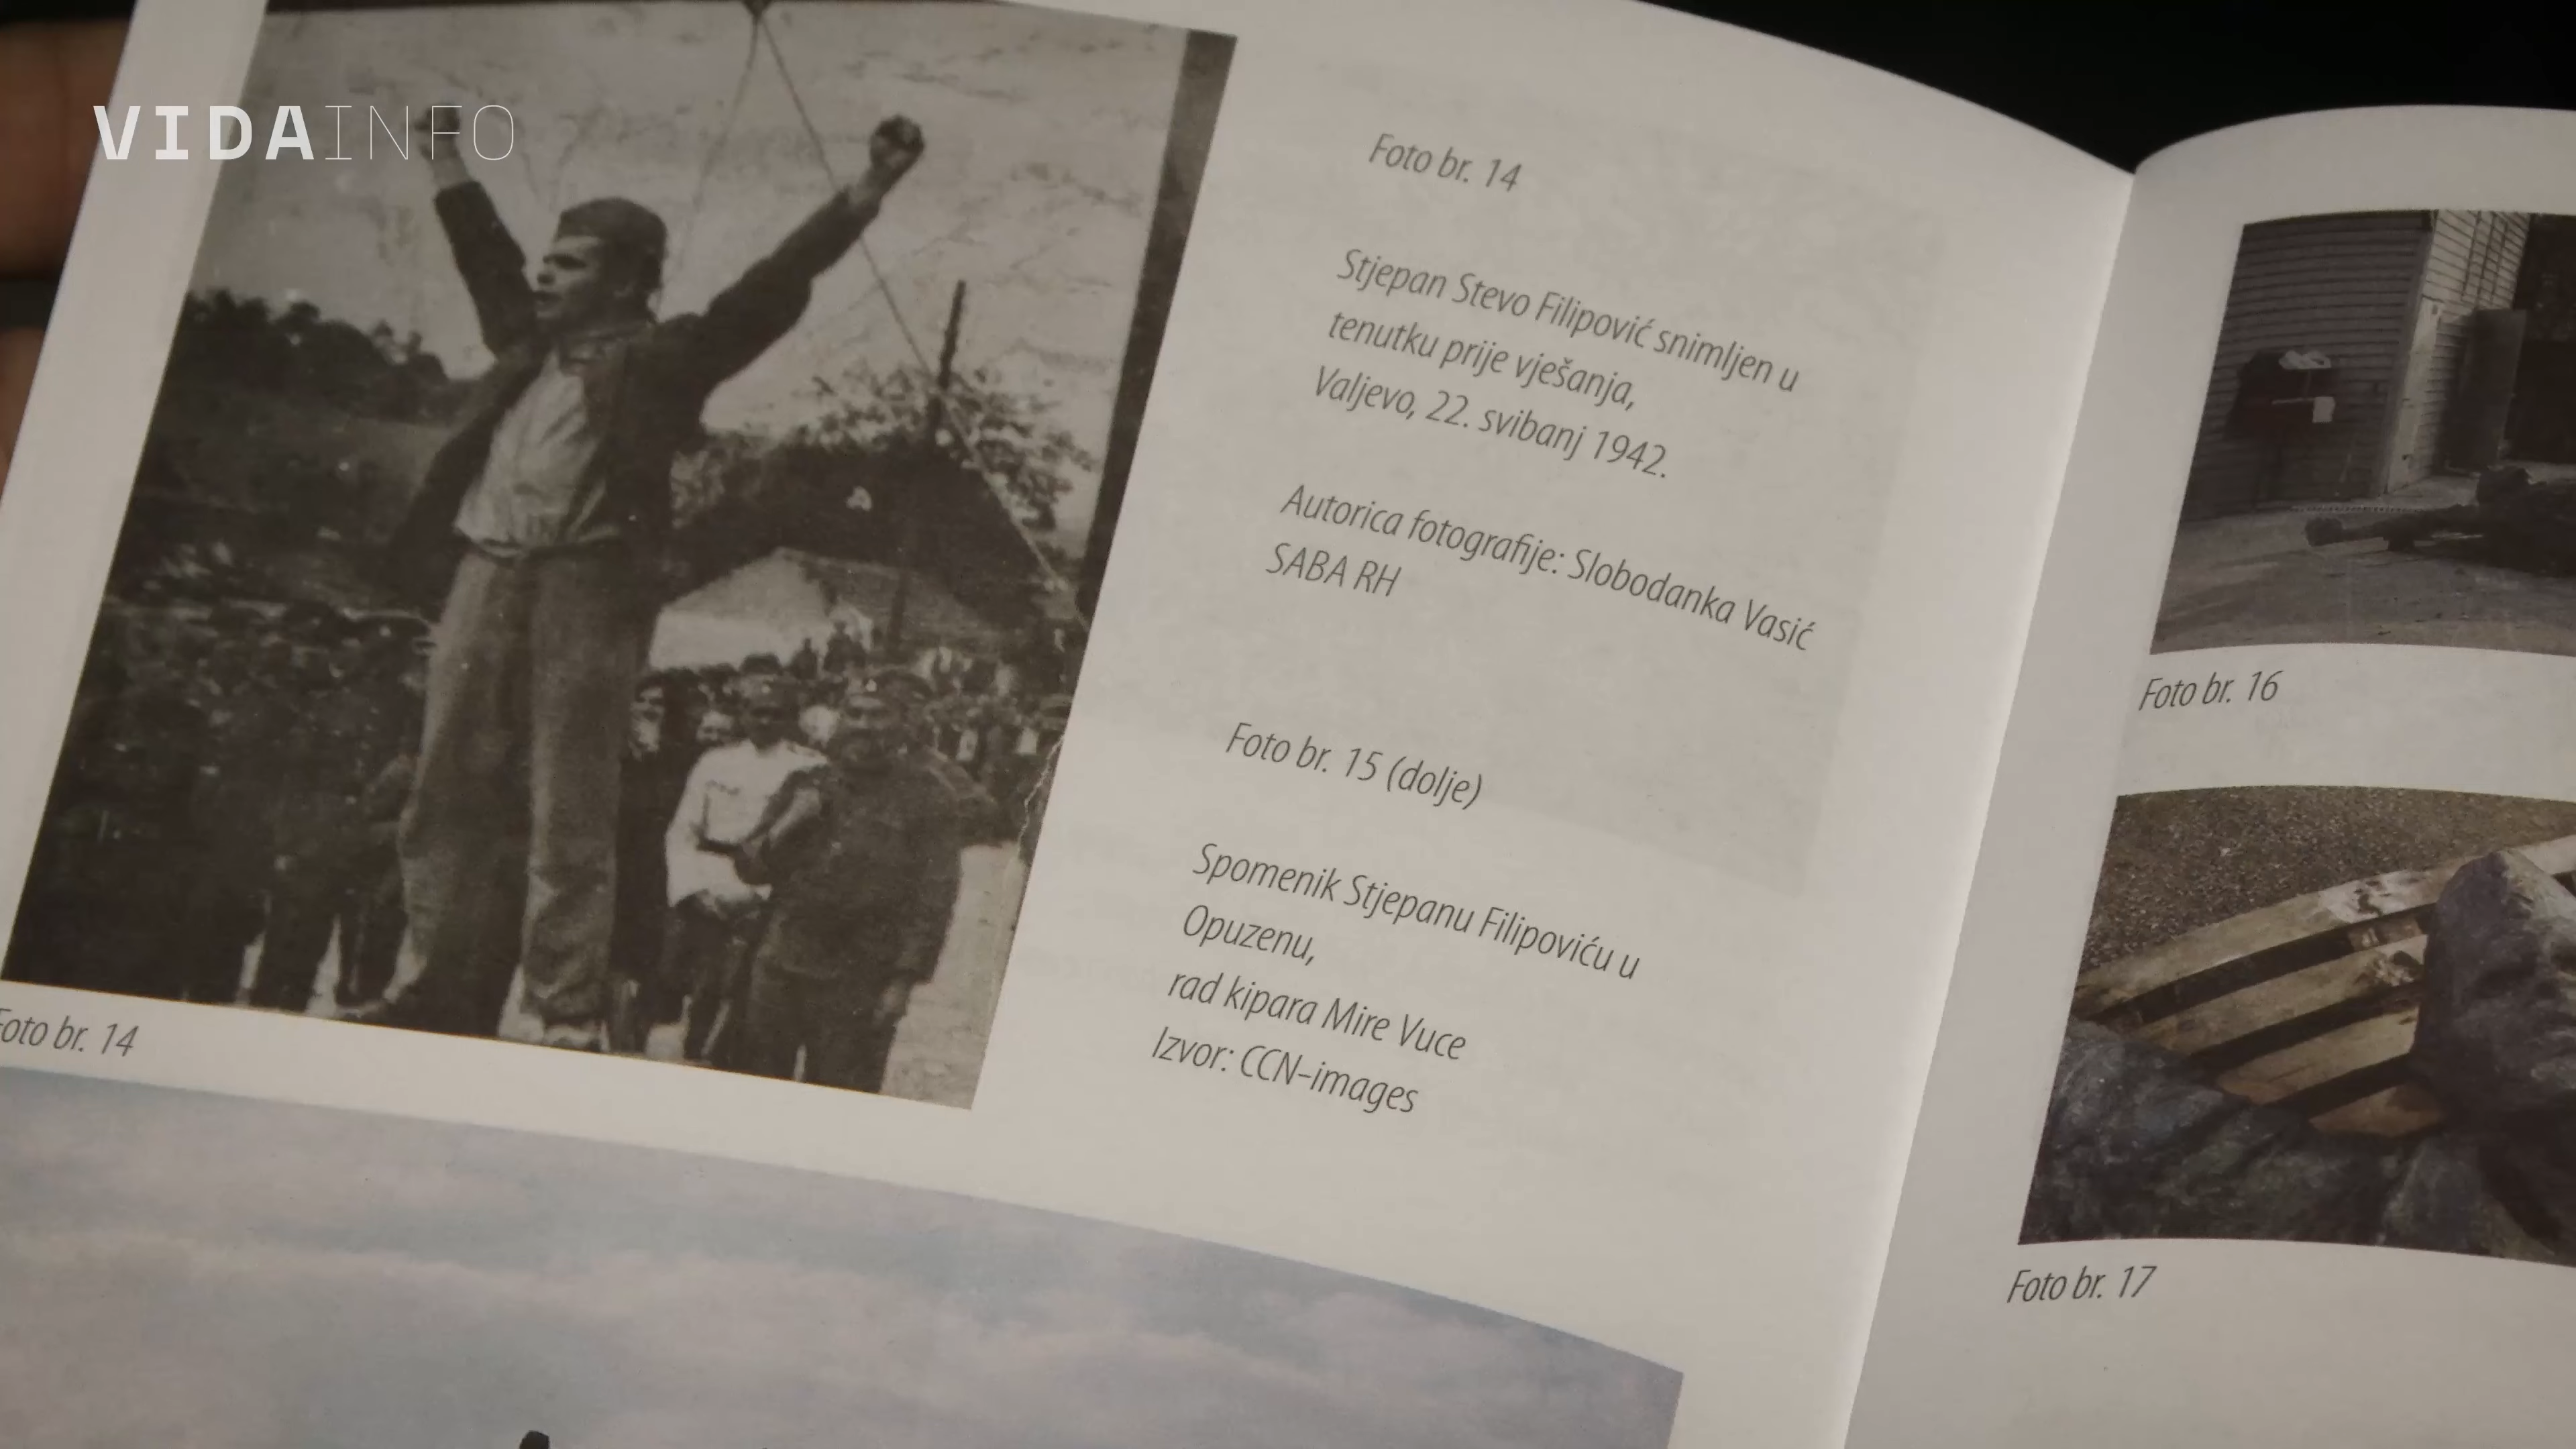 VIDAINFO
Foto br. 14
Stjepan Stevo Filipović snimljen u
tenutku prije vješanja,
Valjevo, 22. svibanj 1942.
Autorica fotografije: Slobodanka Vasić
SABA RH
Foto br. 15 (dolje)
Spomenik Stjepanu Filipoviću u
Opuzenu,
rad kipara Mire Vuce
Izvor: CCN-images
Foto br. 14
Foto br. 16
Foto br. 17